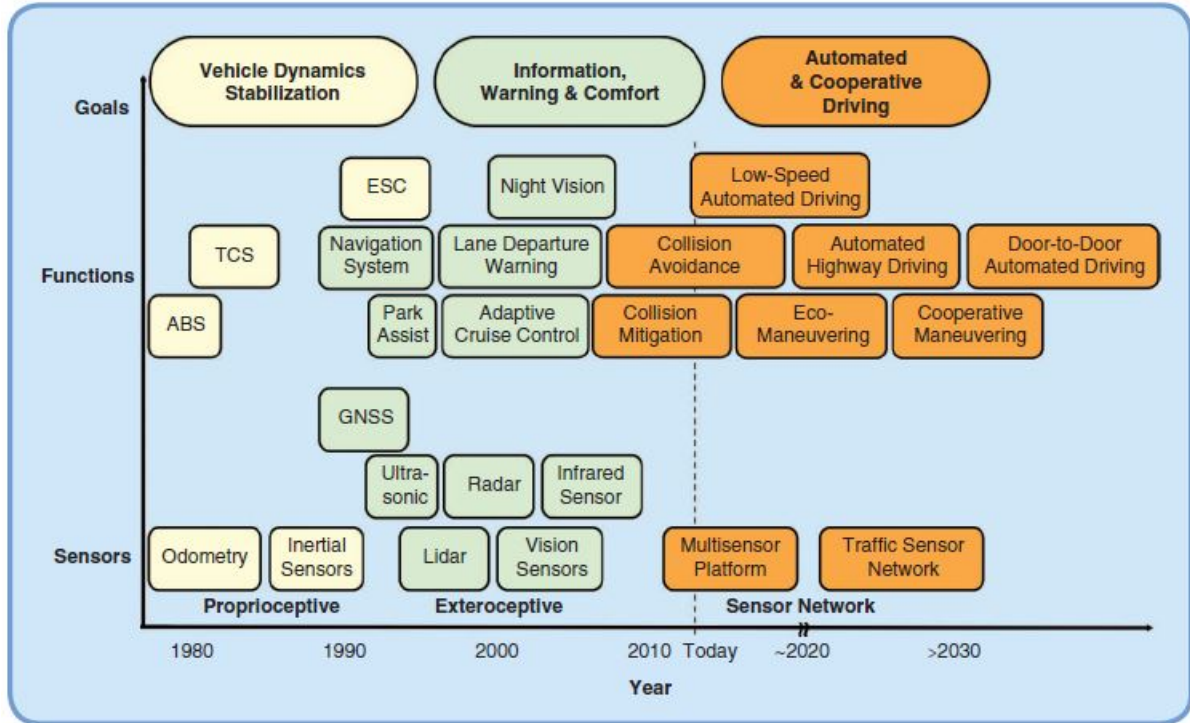 Vehicle Dynamics
Stabilization
Information,
Warning & Comfort
Automated
& Cooperative
Driving
Goals
ESC
Night Vision
Low-Speed
Automated Driving
TCS
Navigation
System
Lane Departure
Warning
Collision
Avoidance
Automated
Highway Driving
Door-to-Door
Automated Driving
Functions
ABS
Park
Assist
Adaptive
Cruise Control
Collision
Mitigation
Eco-
Maneuvering
Cooperative
Maneuvering
GNSS
Ultra-
sonic
Radar
Infrared
Sensor
Sensors
Odometry
Inertial
Sensors
Lidar
Vision
Sensors
Multisensor
Platform
Traffic Sensor
Network
Proprioceptive
Exteroceptive
Sensor Network
1980 1990 2000 2010 Today ~2020 >2030
Year